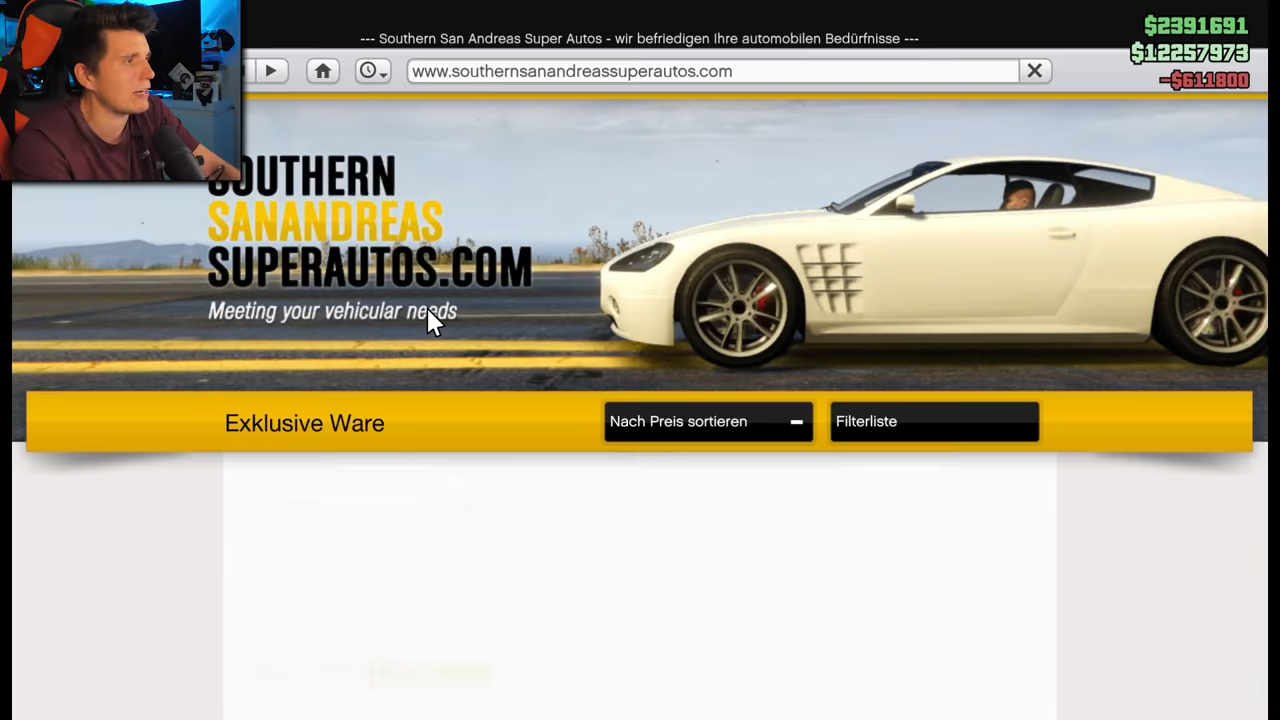 $2391691
$12257973
-$611800
--- Southern San Andreas Super Autos - wir befriedigen Ihre automobilen Bedürfnisse ---
www.southernsanandreassuperautos.com
SOUTHERN
SANANDREAS
SUPERAUTOS.COM
Meeting your vehicular needs
Exklusive Ware
Nach Preis sortieren
Filterliste